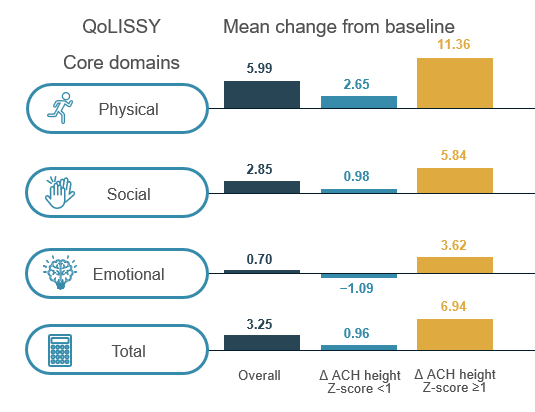 QoLISSY
Mean change from baseline
Core domains
5.99
2.65
11.36
Physical
2.85
0.98
5.84
Social
0.70
−1.09
3.62
Emotional
3.25
0.96
6.94
Total
Overall
Δ ACH height
Z-score <1
Δ ACH height
Z-score ≥1